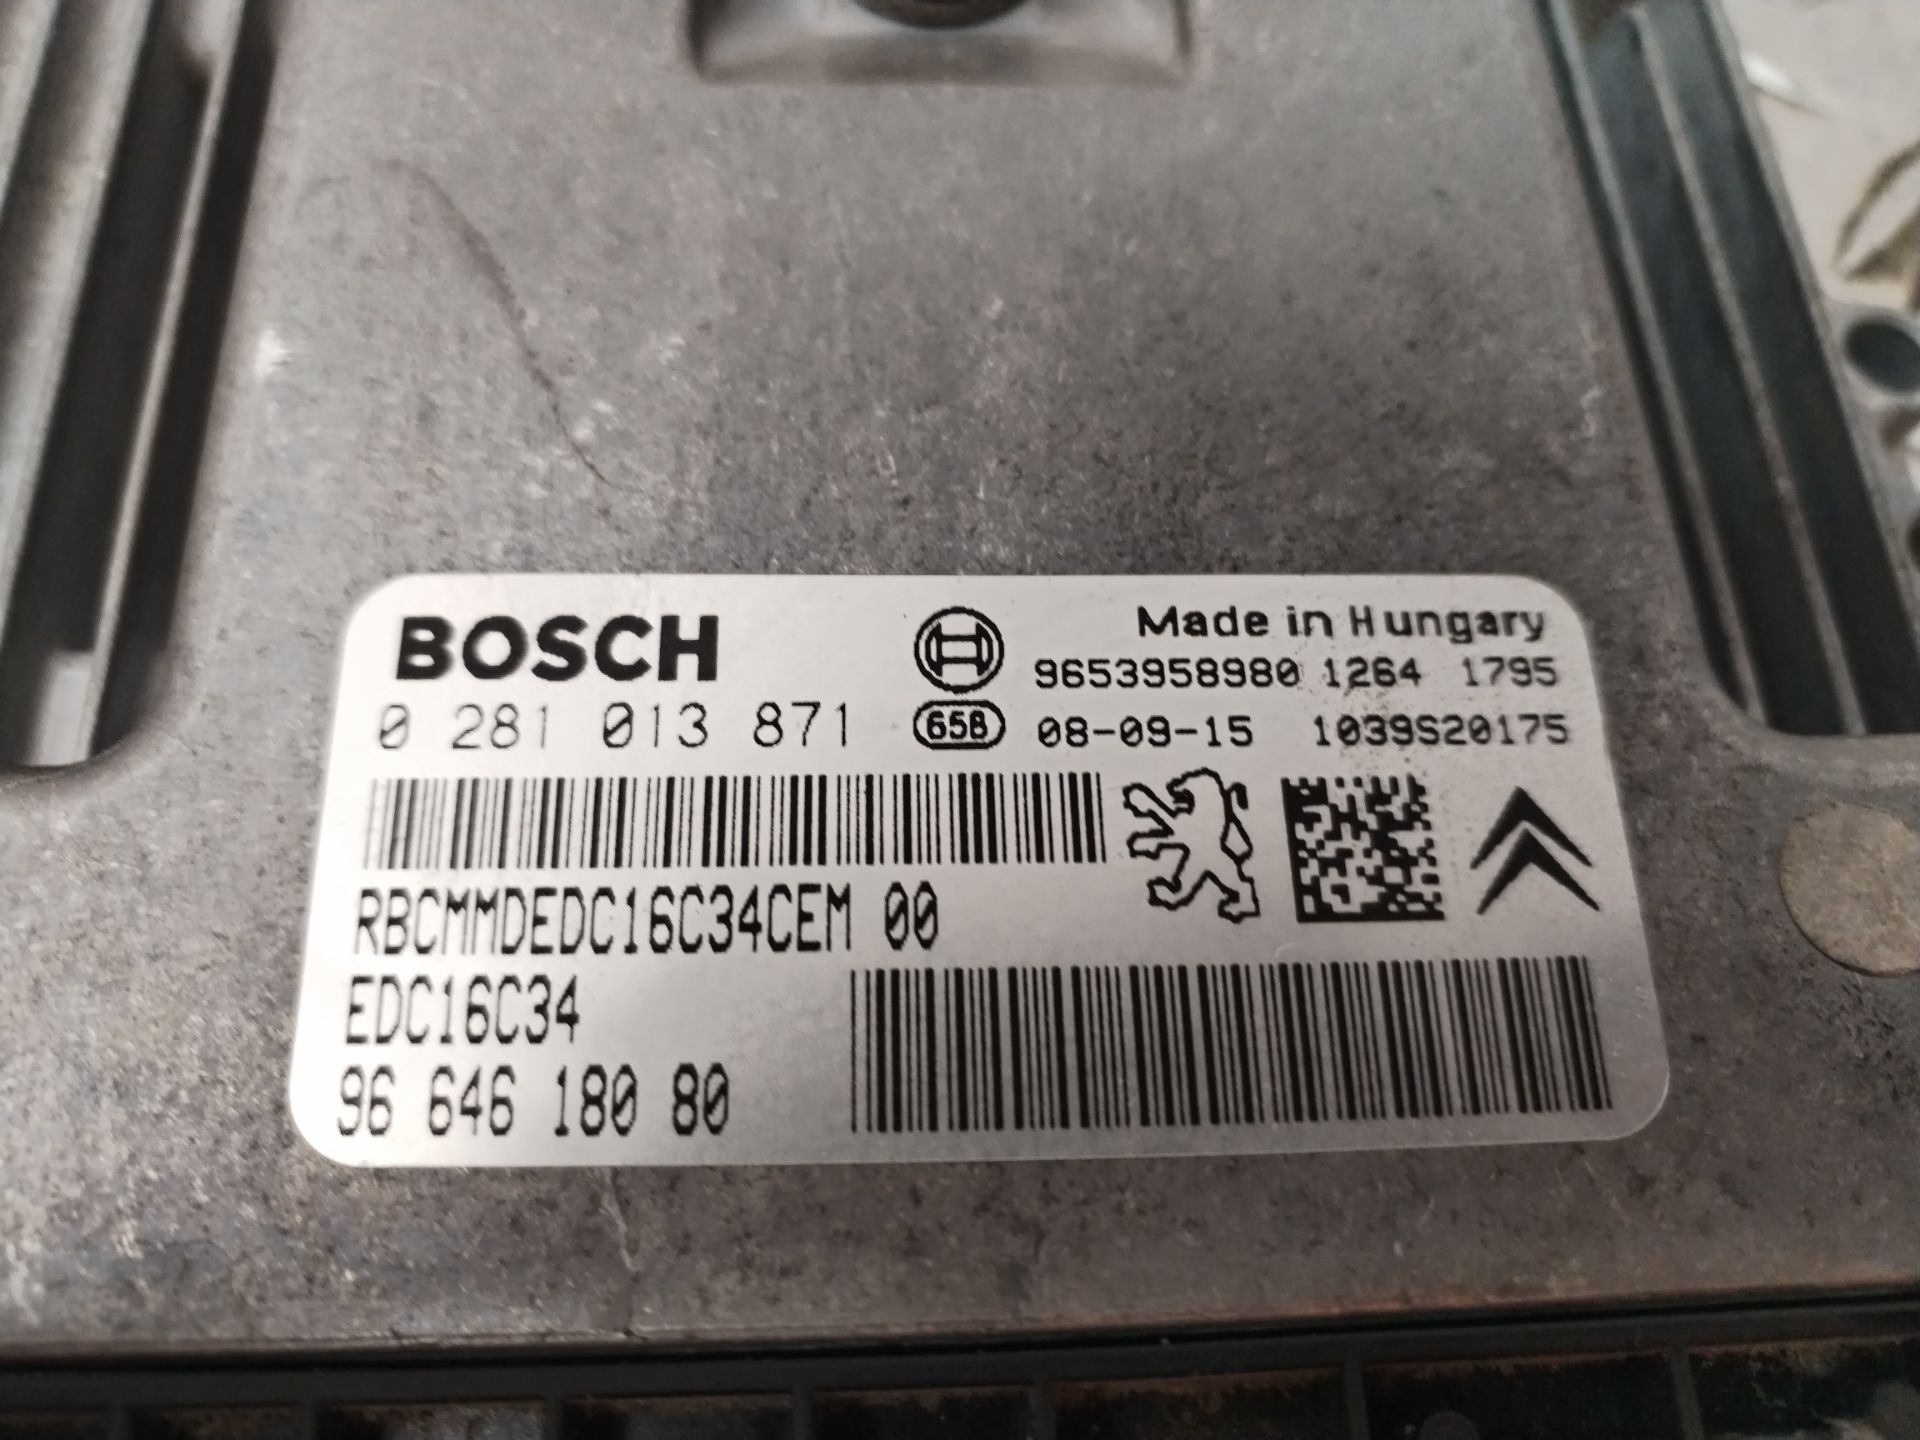 BOSCH
Made in Hungary
9653958980 1264 1795
0 281 013 871
658
08-09-15 1039S20175
RBCMMDEDC16C34CEM 00
EDC16C34
96 646 180 80